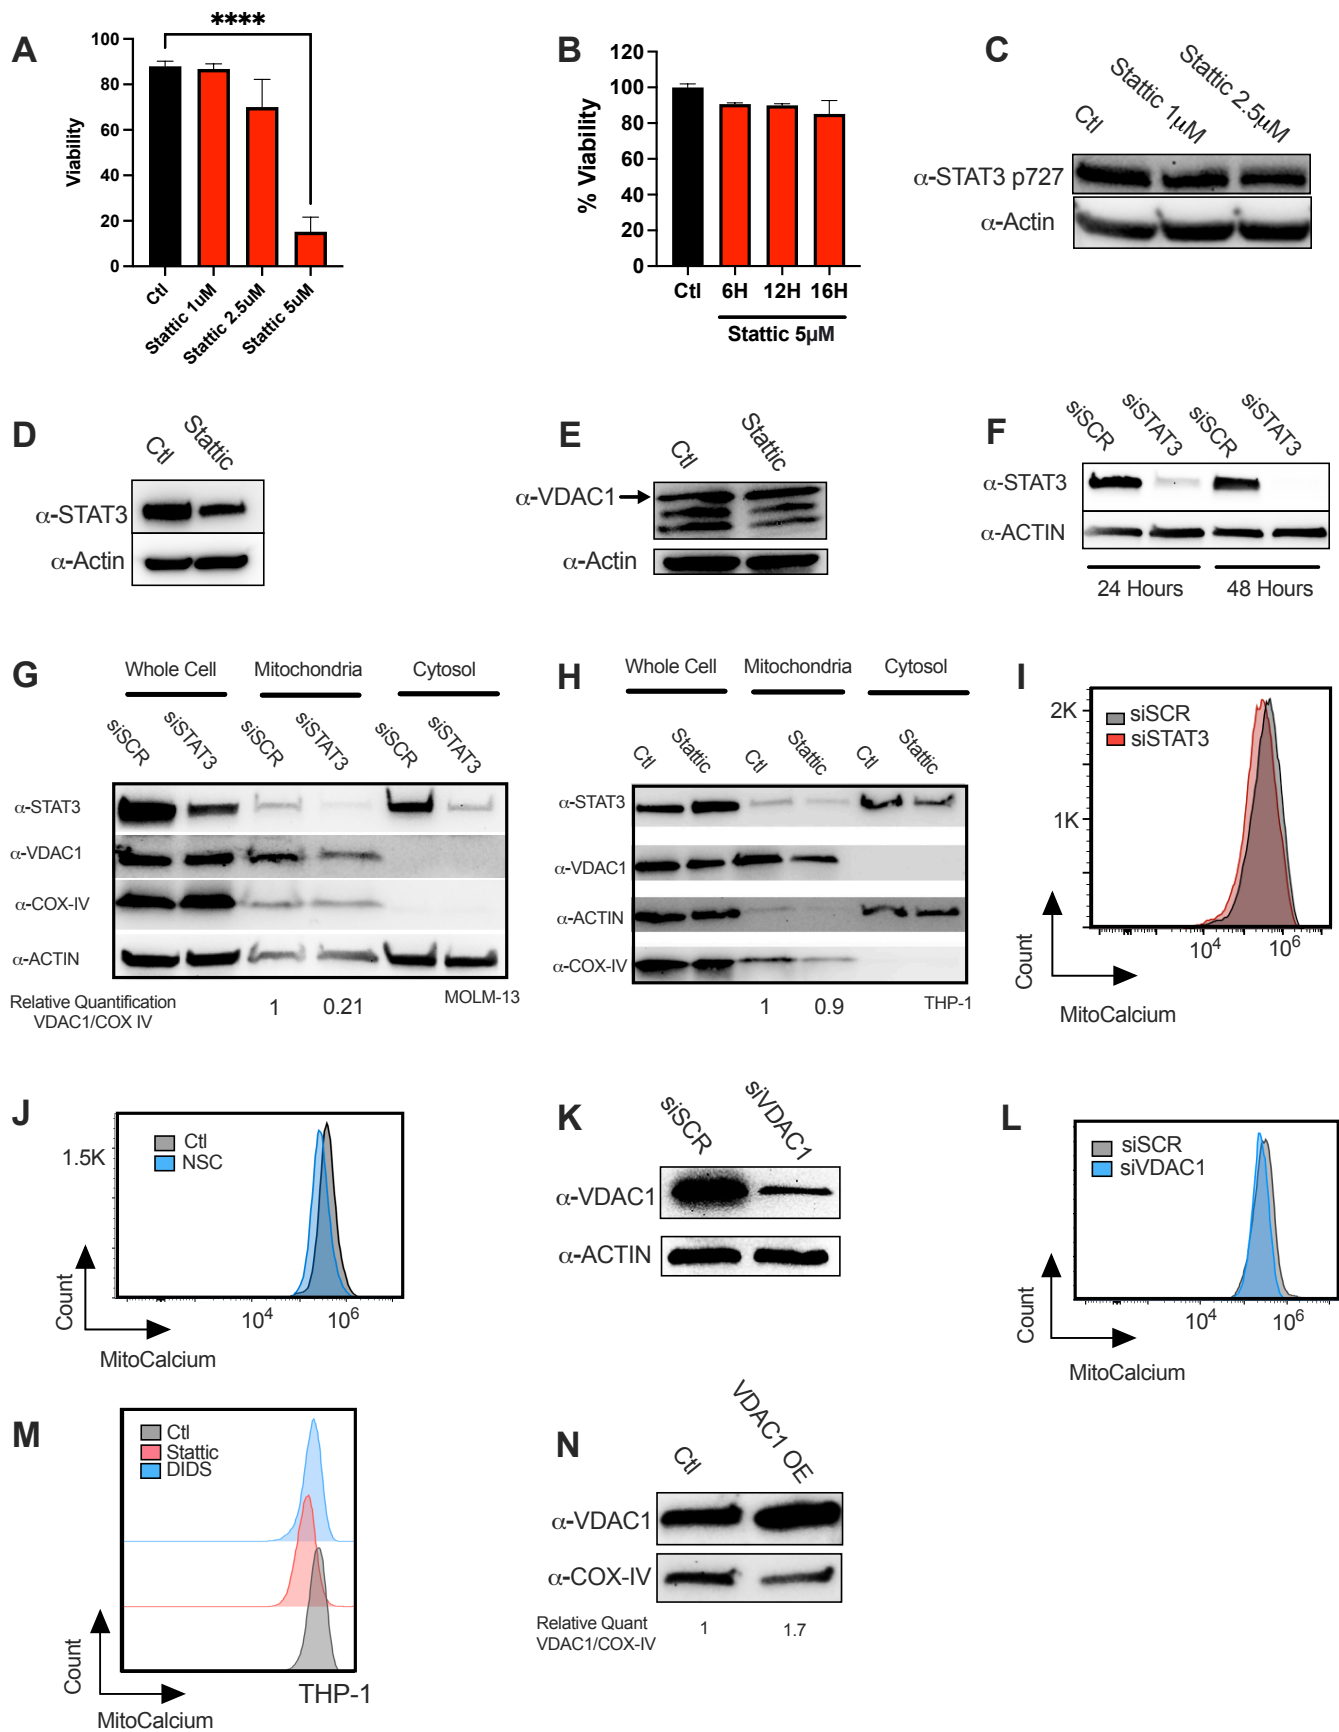 A
****
100
80
60
40
20
0
Viability
Ctl
Stattic 1uM
Stattic 2.5uM
Stattic 5uM
B
120
100
80
60
40
20
0
% Viability
Ctl
6H
12H
16H
Stattic 5µM
C
Ctl
Stattic 1µM
Stattic 2.5µM
α-STAT3 p727
α-Actin
D
Ctl
Stattic
α-STAT3
α-Actin
E
Ctl
Stattic
α-VDAC1
α-Actin
F
siSCR
siSTAT3
siSCR
siSTAT3
α-STAT3
α-ACTIN
24 Hours
48 Hours
G
Whole Cell
Mitochondria
Cytosol
siSCR
siSTAT3
siSCR
siSTAT3
siSCR
siSTAT3
α-STAT3
α-VDAC1
α-COX-IV
α-ACTIN
Relative Quantification
VDAC1/COX IV
1
0.21
MOLM-13
H
Whole Cell
Mitochondria
Cytosol
Ctl
Stattic
Ctl
Stattic
Ctl
Stattic
α-STAT3
α-VDAC1
α-ACTIN
α-COX-IV
1
0.9
THP-1
I
siSCR
siSTAT3
2K
1K
10⁴
10⁶
Count
MitoCalcium
J
Ctl
NSC
1.5K
10⁴
10⁶
Count
MitoCalcium
K
siSCR
siVDAC1
α-VDAC1
α-ACTIN
L
siSCR
siVDAC1
10⁴
10⁶
Count
MitoCalcium
M
Ctl
Stattic
DIDS
Count
THP-1
MitoCalcium
N
Ctl
VDAC1 OE
α-VDAC1
α-COX-IV
Relative Quant
VDAC1/COX-IV
1
1.7